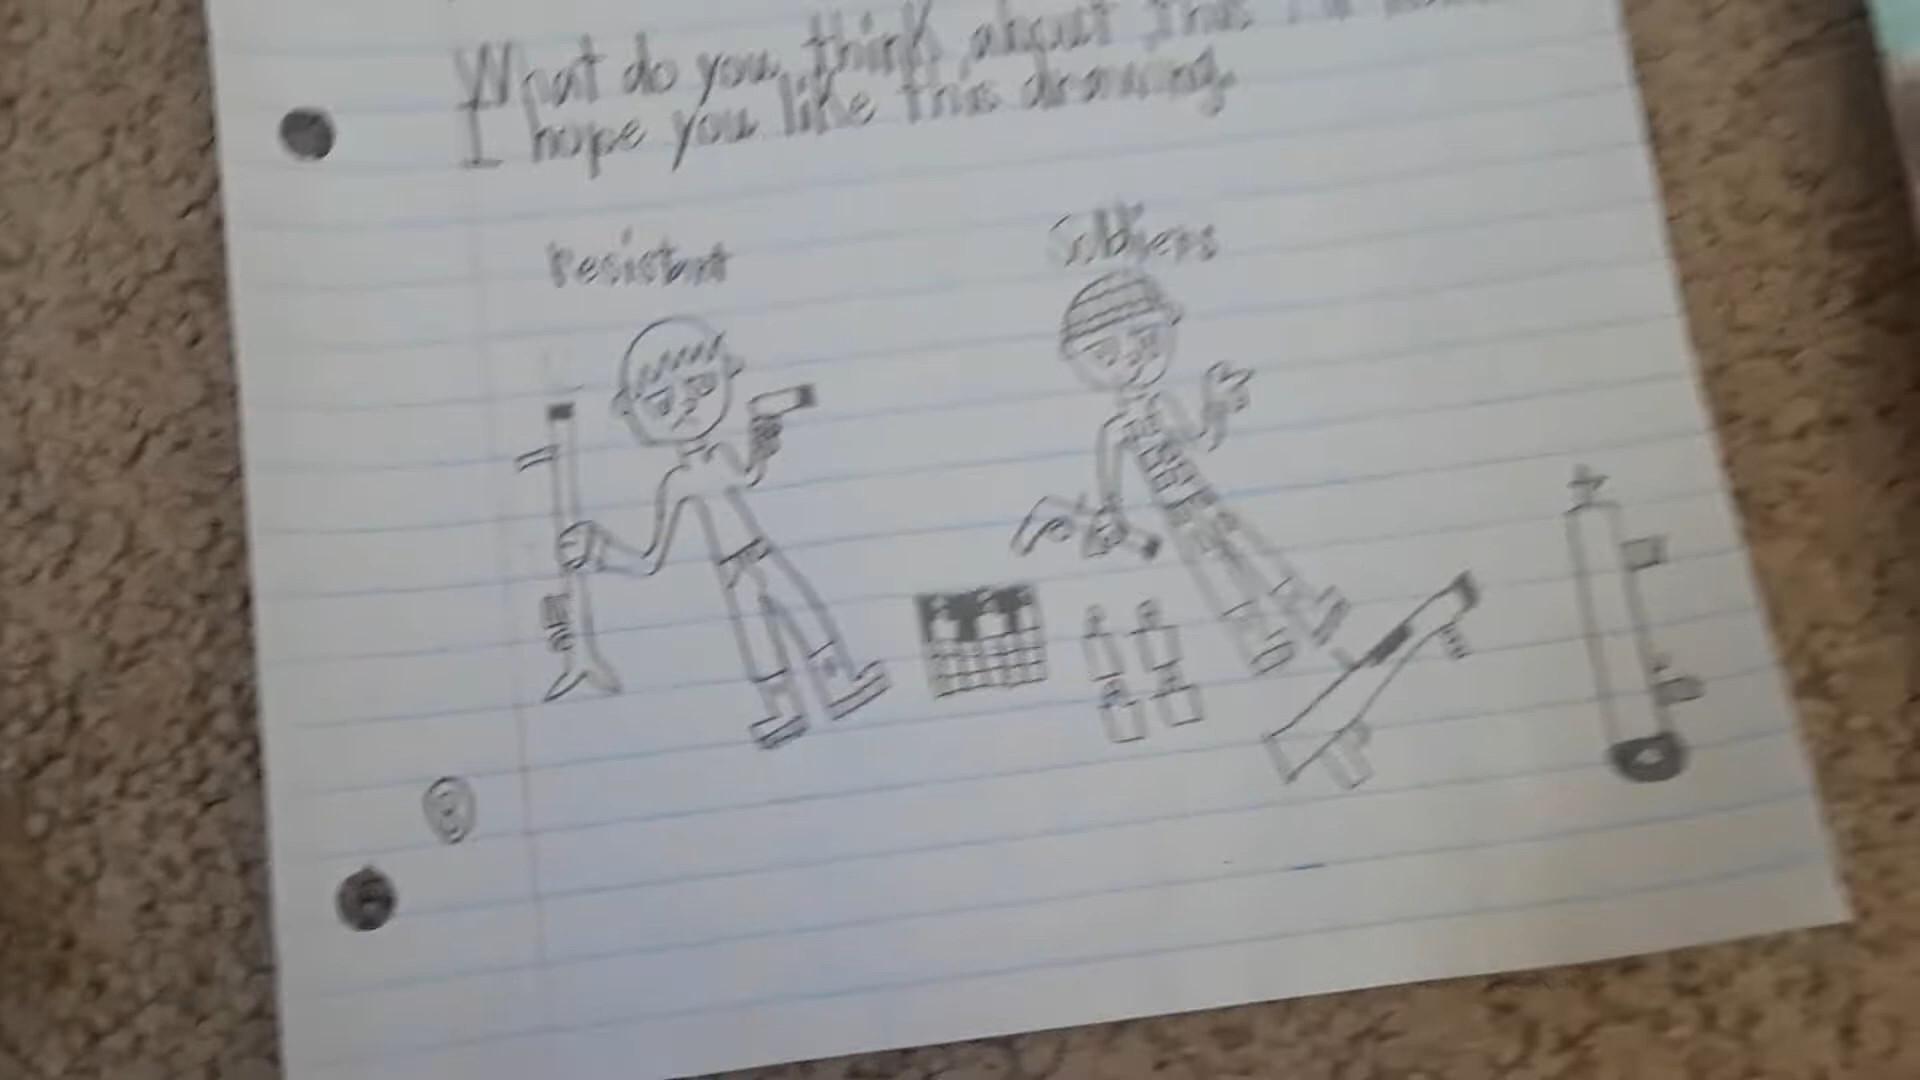 What do you think about this
I hope you like this drawing.
resistant
Soldiers